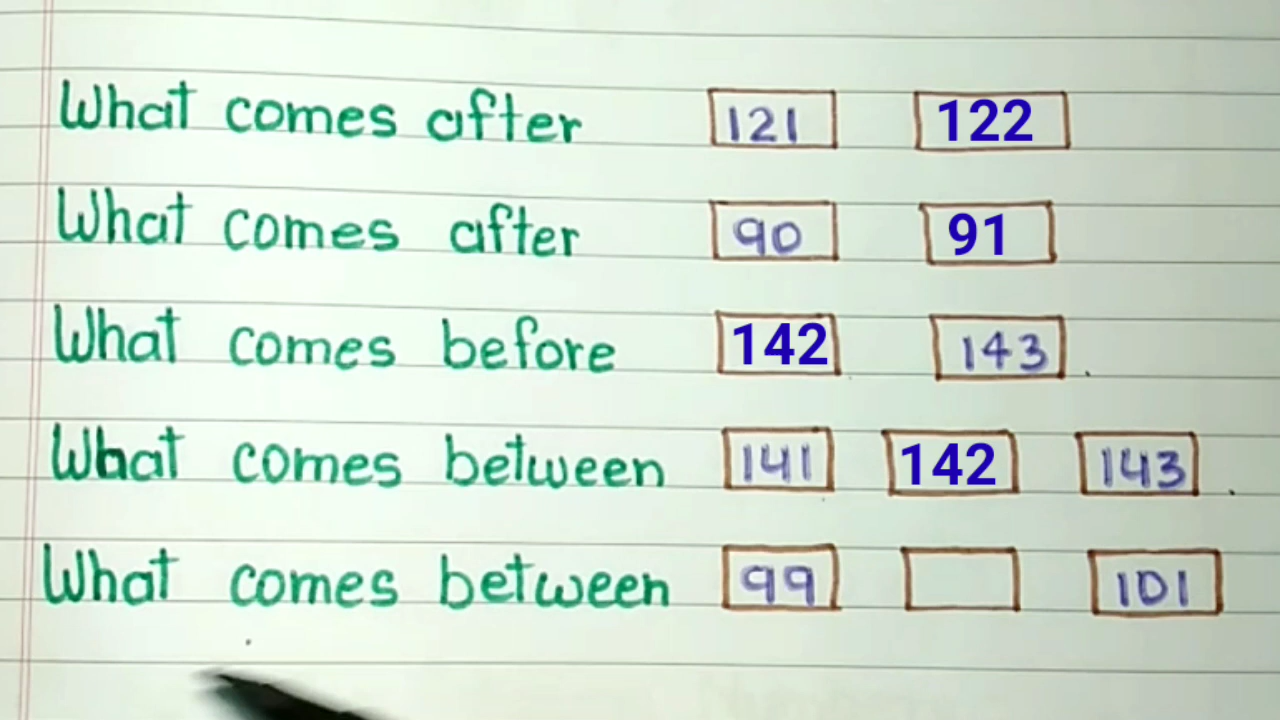 What comes after 121 122
What comes after 90 91
What comes before 142 143.
What comes between 141 142 143.
What comes between 99 101